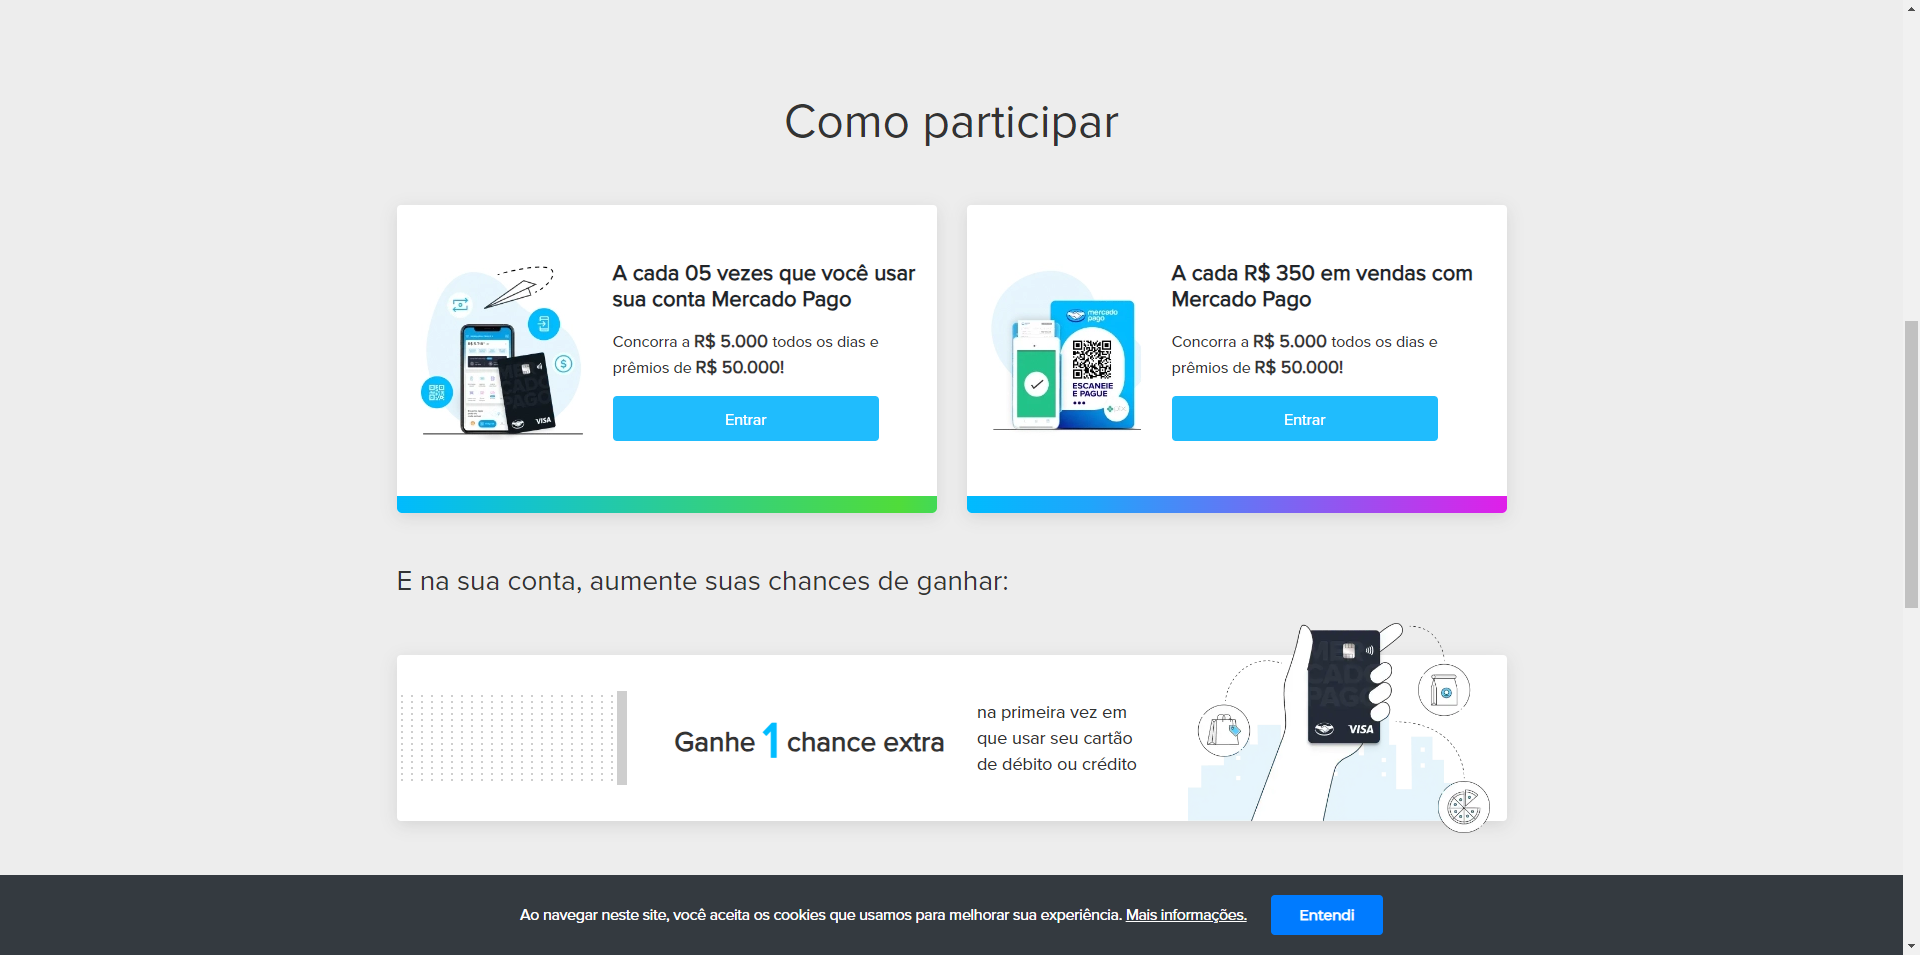 Como participar
A cada 05 vezes que você usar
sua conta Mercado Pago
Concorra a R$ 5.000 todos os dias e
prêmios de R$ 50.000!
Entrar
VISA
A cada R$ 350 em vendas com
Mercado Pago
Concorra a R$ 5.000 todos os dias e
prêmios de R$ 50.000!
Entrar
mercado
pago
ESCANEIE
E PAGUE
E na sua conta, aumente suas chances de ganhar:
Ganhe 1 chance extra
na primeira vez em
que usar seu cartão
de débito ou crédito
MER
CADO
PAGO
VISA
Ao navegar neste site, você aceita os cookies que usamos para melhorar sua experiência. Mais informações.
Entendi